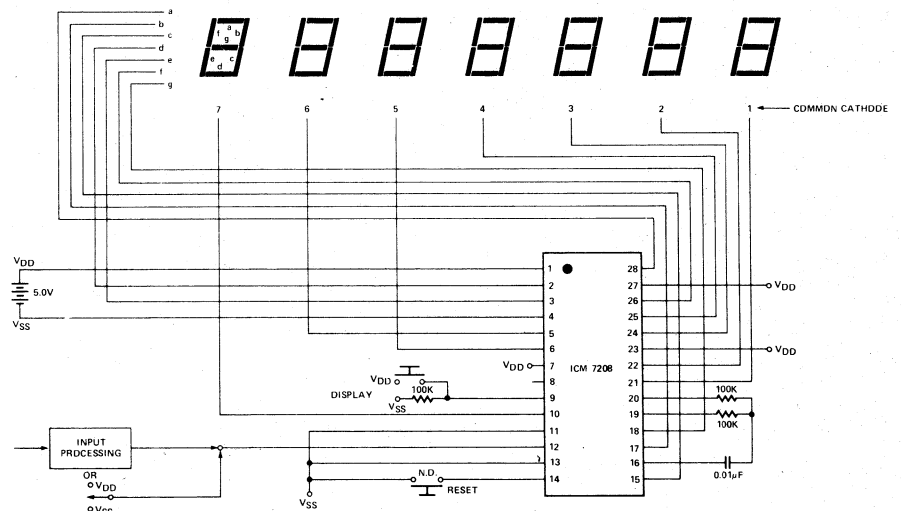 a
b
c
d
e
f
g
a
f b
g
e c
d
7 6 5 4 3 2 1 COMMON CATHODE
VDD
5.0V
VSS
1 28
2 27 VDD
3 26
4 25
5 24
6 23 VDD
VDD 7 ICM 7208 22
8 21
VDD
DISPLAY 100K
VSS
9 20 100K
10 19 100K
11 18
12 17
13 16 0.01µF
14 15
INPUT
PROCESSING
OR
VDD
VSS
VSS
N.O.
RESET